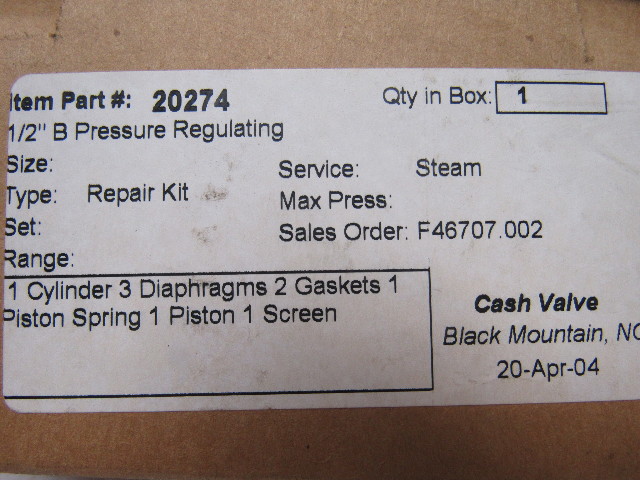 Item Part #: 20274 Qty in Box: 1
1/2" B Pressure Regulating
Size:
Service: Steam
Type: Repair Kit
Max Press:
Set:
Sales Order: F46707.002
Range:
1 Cylinder 3 Diaphragms 2 Gaskets 1
Piston Spring 1 Piston 1 Screen
Cash Valve
Black Mountain, NC
20-Apr-04